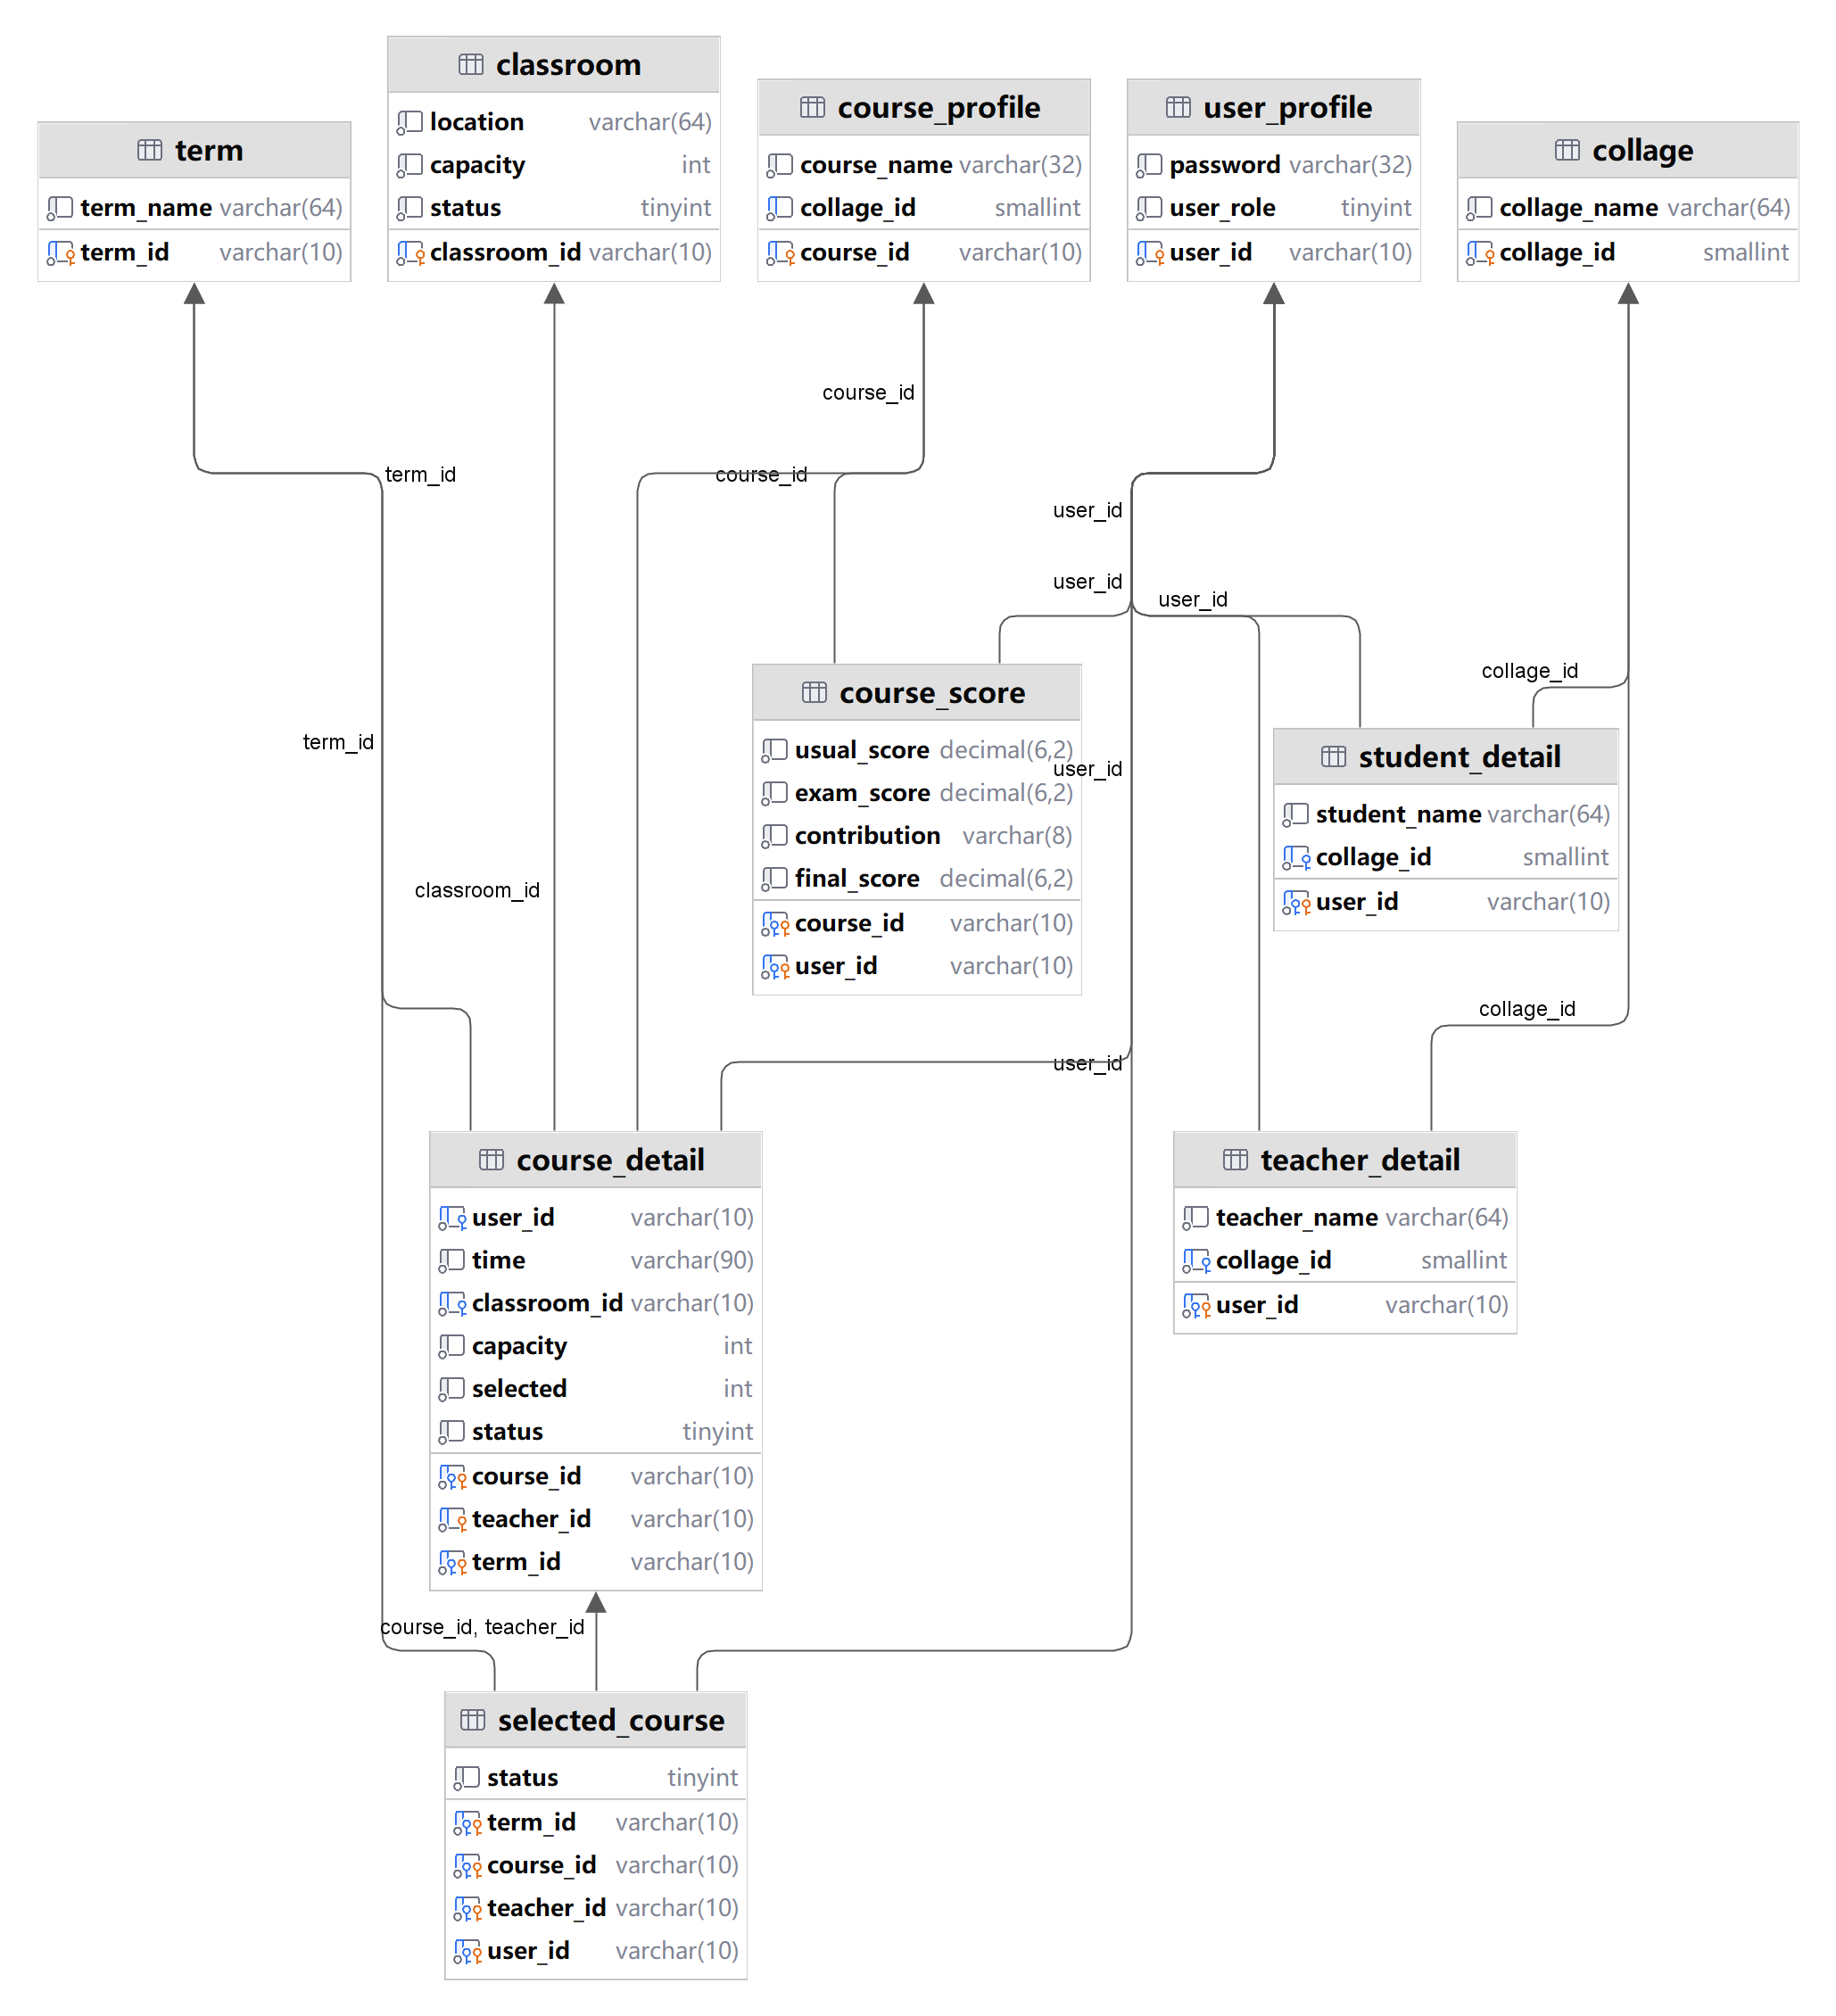 term
term_name varchar(64)
term_id varchar(10)
classroom
location varchar(64)
capacity int
status tinyint
classroom_id varchar(10)
course_profile
course_name varchar(32)
collage_id smallint
course_id varchar(10)
user_profile
password varchar(32)
user_role tinyint
user_id varchar(10)
collage
collage_name varchar(64)
collage_id smallint
course_id
term_id
course_id
user_id
user_id
user_id
collage_id
term_id
user_id
classroom_id
course_score
usual_score decimal(6,2)
exam_score decimal(6,2)
contribution varchar(8)
final_score decimal(6,2)
course_id varchar(10)
user_id varchar(10)
student_detail
student_name varchar(64)
collage_id smallint
user_id varchar(10)
collage_id
user_id
course_detail
user_id varchar(10)
time varchar(90)
classroom_id varchar(10)
capacity int
selected int
status tinyint
course_id varchar(10)
teacher_id varchar(10)
term_id varchar(10)
teacher_detail
teacher_name varchar(64)
collage_id smallint
user_id varchar(10)
course_id, teacher_id
selected_course
status tinyint
term_id varchar(10)
course_id varchar(10)
teacher_id varchar(10)
user_id varchar(10)